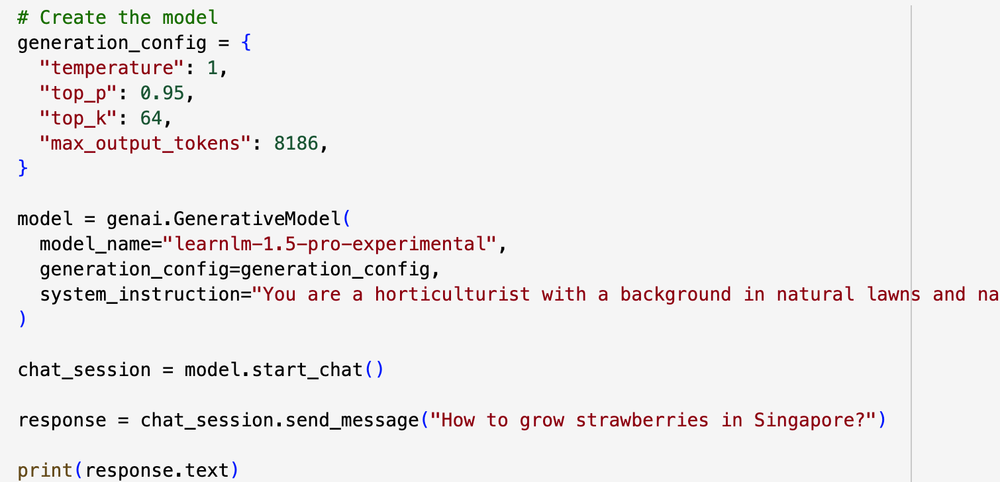 # Create the model
generation_config = {
  "temperature": 1,
  "top_p": 0.95,
  "top_k": 64,
  "max_output_tokens": 8186,
}

model = genai.GenerativeModel(
  model_name="learnlm-1.5-pro-experimental",
  generation_config=generation_config,
  system_instruction="You are a horticulturist with a background in natural lawns and na
)

chat_session = model.start_chat()

response = chat_session.send_message("How to grow strawberries in Singapore?")

print(response.text)